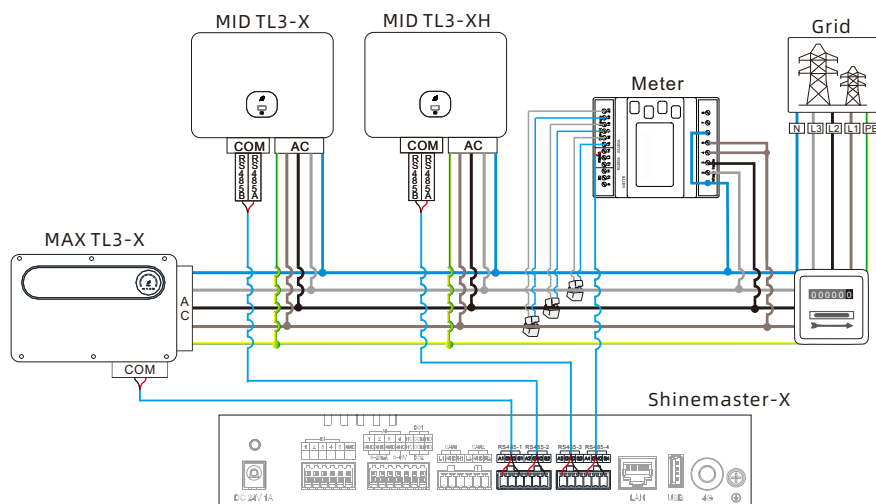 MID TL3-X
MID TL3-XH
Grid
Meter
N L3 L2 L1 PE
COM AC
RS485B RS485A
COM AC
RS485B RS485A
METER
MAX TL3-X
AC
COM
000000
Shinemaster-X
RS485-1 RS485-2 RS485-3 RS485-4
DC 24V 1A
LAN
USB
4G